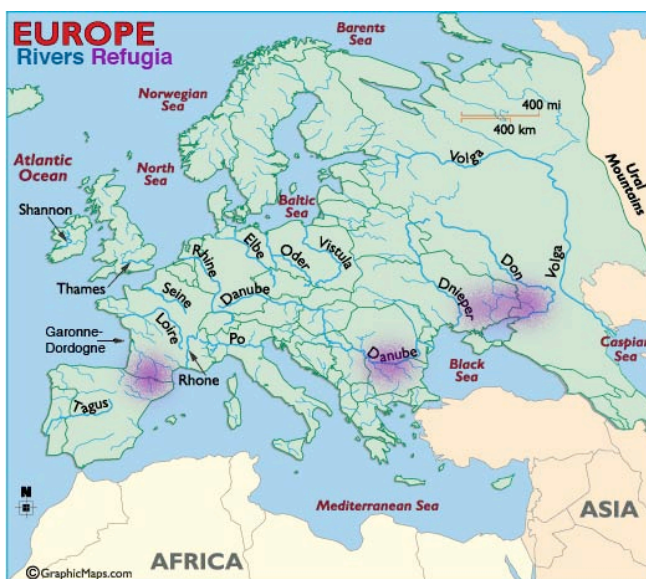 EUROPE
Rivers Refugia
Barents
Sea
Norwegian
Sea
400 mi
400 km
Atlantic
Ocean
North
Sea
Volga
Ural
Mountains
Shannon
Baltic
Sea
Thames
Rhine
Elbe
Oder
Vistula
Don
Volga
Seine
Danube
Dnieper
Garonne-
Dordogne
Loire
Po
Danube
Caspian
Sea
Rhone
Black
Sea
Tagus
N
Mediterranean Sea
ASIA
AFRICA
©GraphicMaps.com